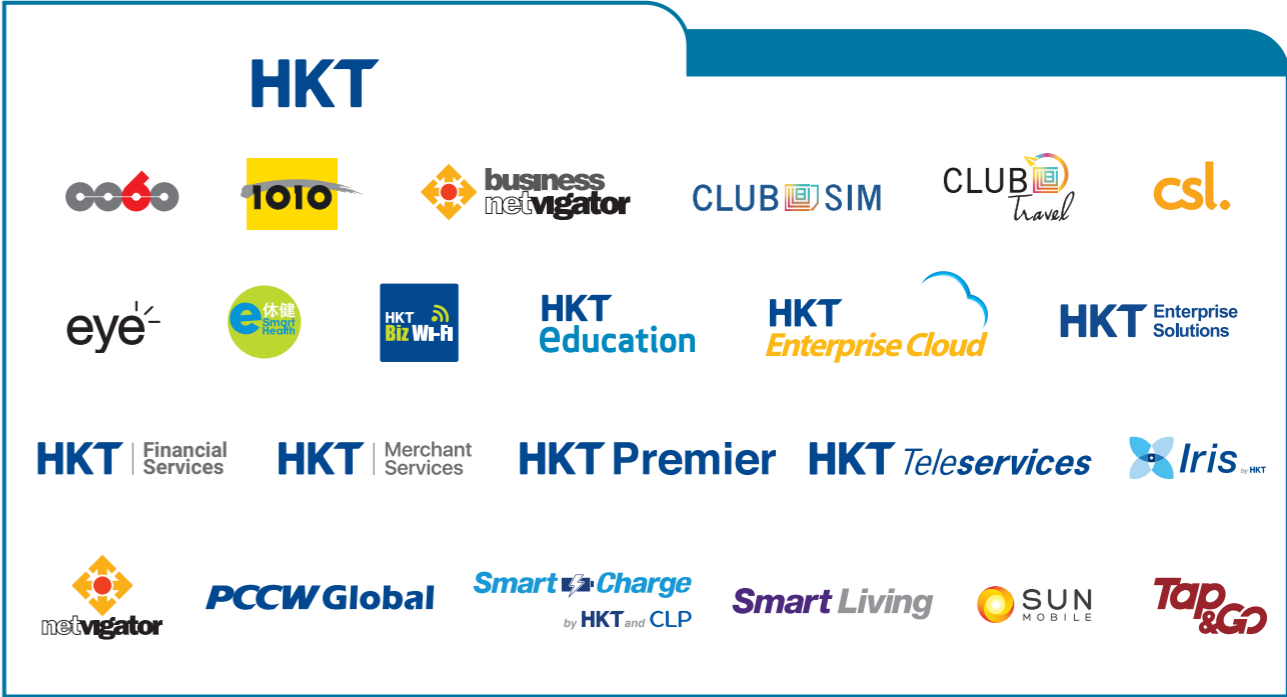 HKT
0060
1010
business
netvigator
CLUB SIM
CLUB
Travel
csl.
eye
e 休健
Smart
Health
HKT
Biz Wi-Fi
HKT
education
HKT
Enterprise Cloud
HKT Enterprise
Solutions
HKT Financial
Services
HKT Merchant
Services
HKT Premier
HKT Teleservices
Iris by HKT
netvigator
PCCW Global
Smart Charge
by HKT and CLP
Smart Living
SUN
MOBILE
Tap
&GO